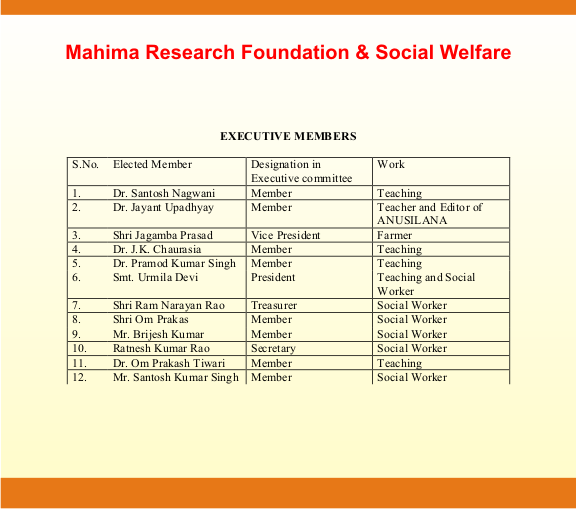 Mahima Research Foundation & Social Welfare
EXECUTIVE MEMBERS
S.No. Elected Member Designation in Executive committee Work
1. Dr. Santosh Nagwani Member Teaching
2. Dr. Jayant Upadhyay Member Teacher and Editor of ANUSILANA
3. Shri Jagamba Prasad Vice President Farmer
4. Dr. J.K. Chaurasia Member Teaching
5. Dr. Pramod Kumar Singh Member Teaching
6. Smt. Urmila Devi President Teaching and Social Worker
7. Shri Ram Narayan Rao Treasurer Social Worker
8. Shri Om Prakas Member Social Worker
9. Mr. Brijesh Kumar Member Social Worker
10. Ratnesh Kumar Rao Secretary Social Worker
11. Dr. Om Prakash Tiwari Member Teaching
12. Mr. Santosh Kumar Singh Member Social Worker